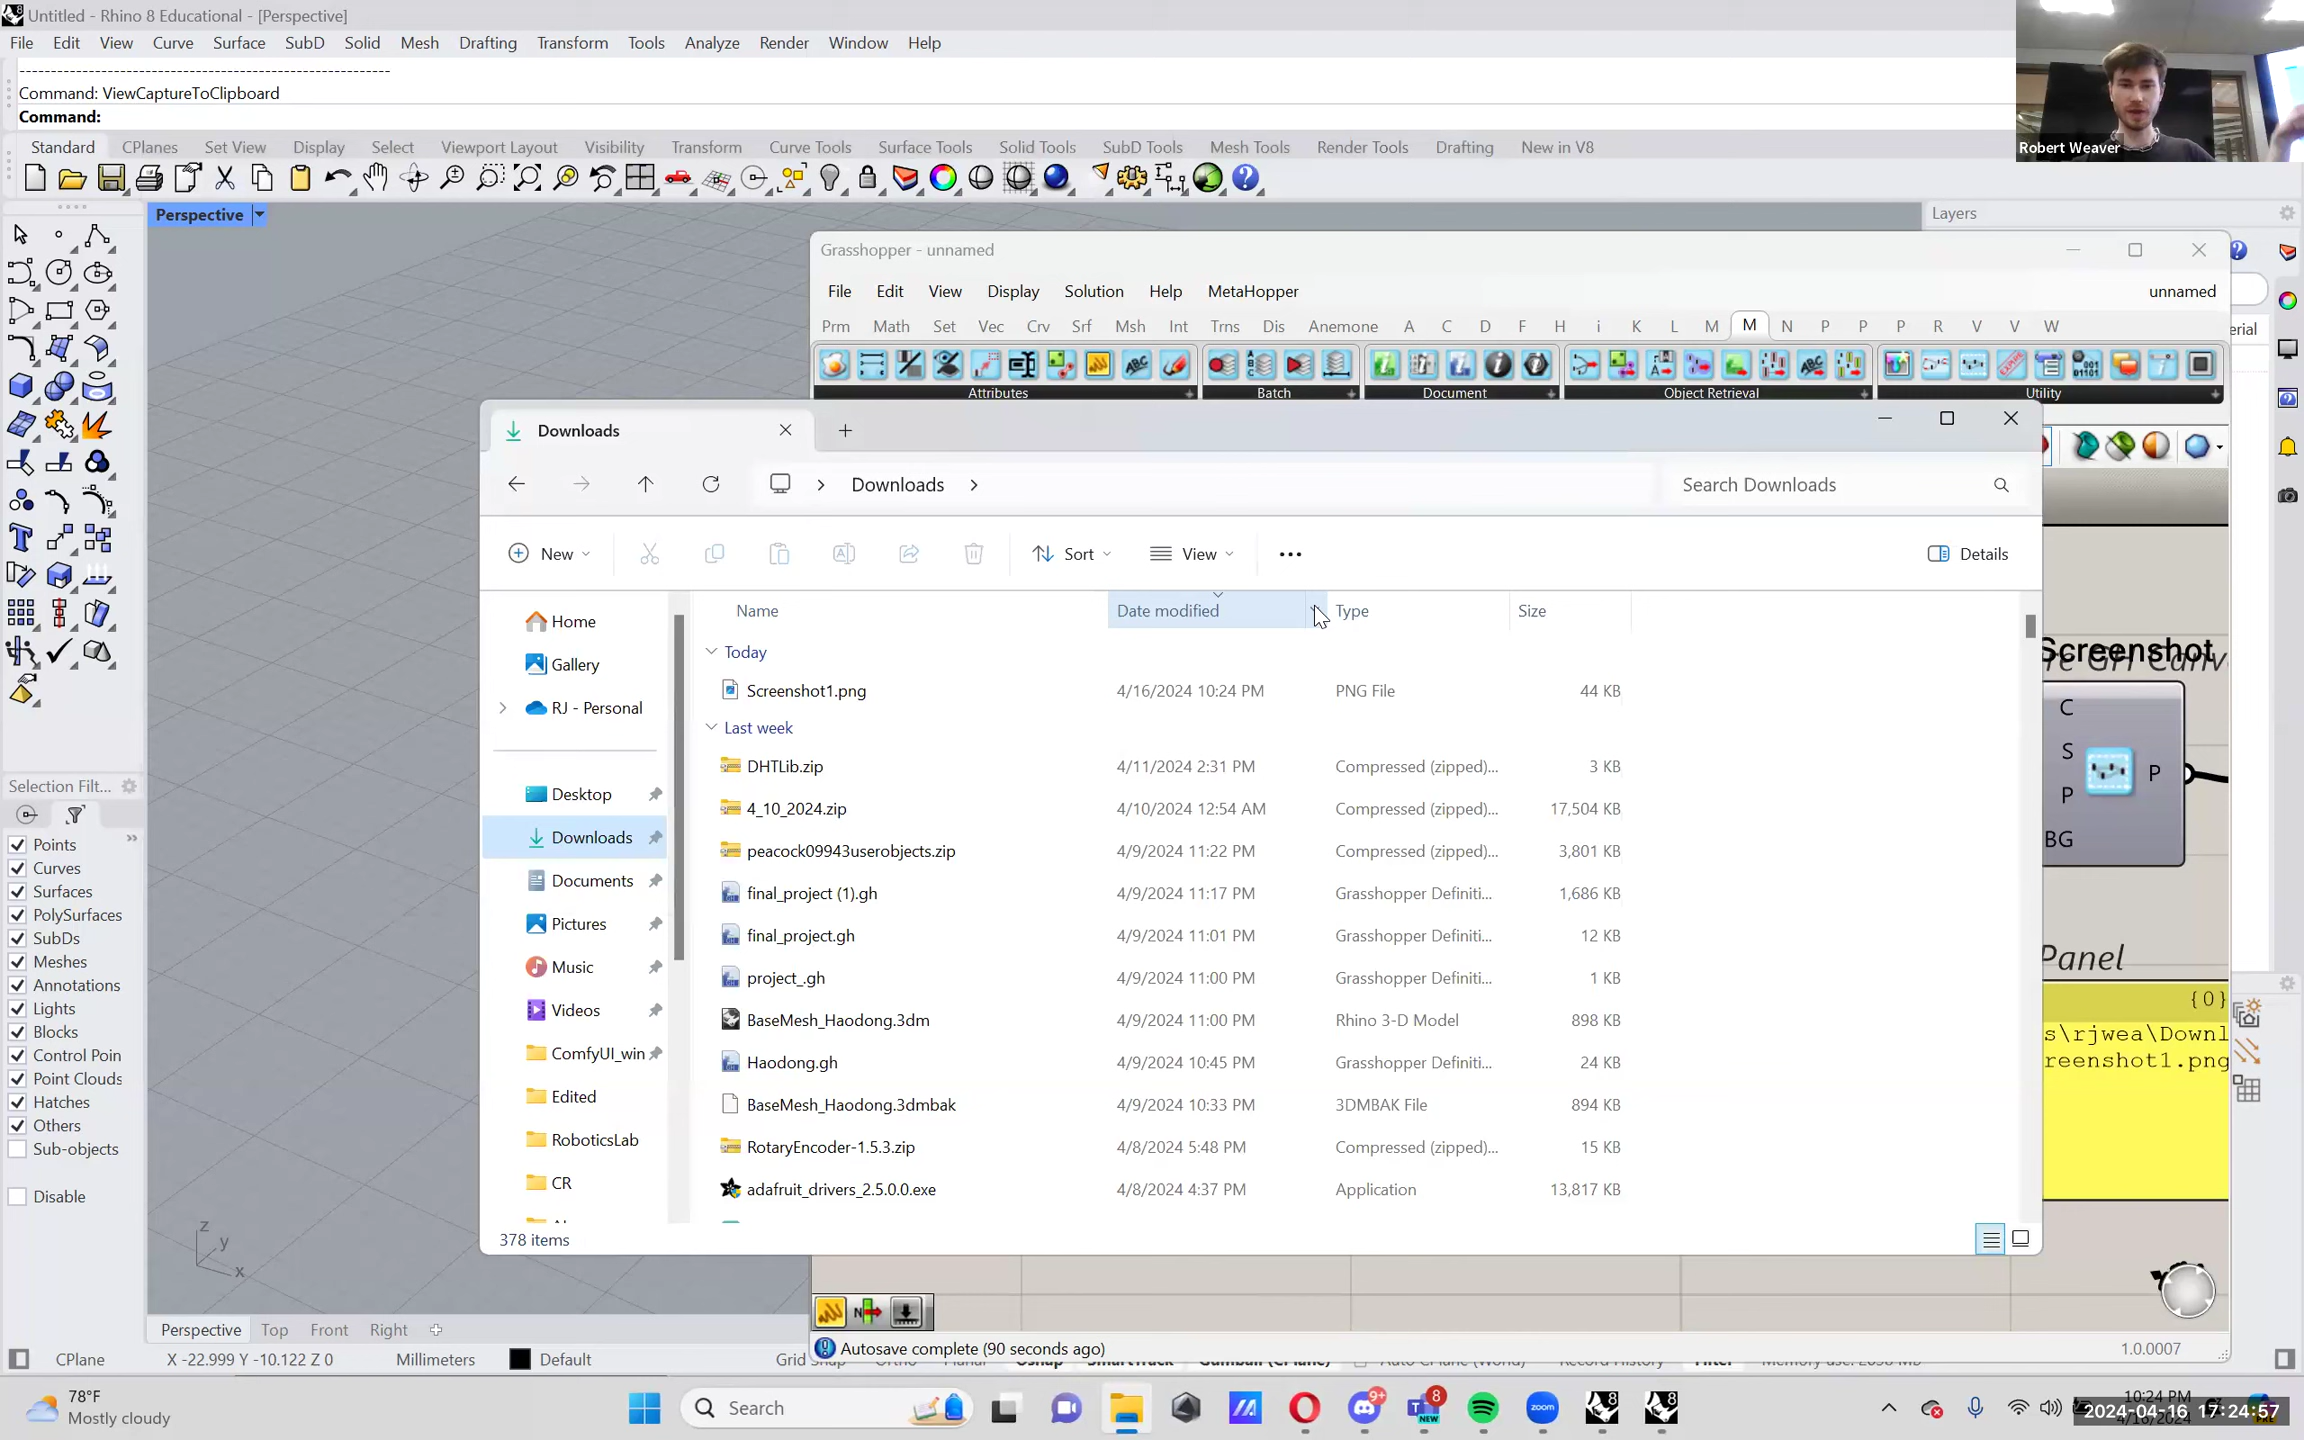 Untitled - Rhino 8 Educational - [Perspective]
File Edit View Curve Surface SubD Solid Mesh Drafting Transform Tools Analyze Render Window Help
Command: ViewCaptureToClipboard
Command:
Robert Weaver
Standard CPlanes Set View Display Select Viewport Layout Visibility Transform Curve Tools Surface Tools Solid Tools SubD Tools Mesh Tools Render Tools Drafting New in V8
Perspective
Layers
Grasshopper - unnamed
File Edit View Display Solution Help MetaHopper unnamed
Prm Math Set Vec Crv Srf Msh Int Trns Dis Anemone A C D F H i K L M M N P P P R V V W
erial
Attributes Batch Document Object Retrieval Utility
Downloads
Downloads
Search Downloads
New Sort View Details
Name Date modified Type Size
Home
Gallery
RJ - Personal
Desktop
Downloads
Documents
Pictures
Music
Videos
ComfyUI_win
Edited
RoboticsLab
CR
Today
Screenshot1.png 4/16/2024 10:24 PM PNG File 44 KB
Last week
DHTLib.zip 4/11/2024 2:31 PM Compressed (zipped)... 3 KB
4_10_2024.zip 4/10/2024 12:54 AM Compressed (zipped)... 17,504 KB
peacock09943userobjects.zip 4/9/2024 11:22 PM Compressed (zipped)... 3,801 KB
final_project (1).gh 4/9/2024 11:17 PM Grasshopper Definiti... 1,686 KB
final_project.gh 4/9/2024 11:01 PM Grasshopper Definiti... 12 KB
project_.gh 4/9/2024 11:00 PM Grasshopper Definiti... 1 KB
BaseMesh_Haodong.3dm 4/9/2024 11:00 PM Rhino 3-D Model 898 KB
Haodong.gh 4/9/2024 10:45 PM Grasshopper Definiti... 24 KB
BaseMesh_Haodong.3dmbak 4/9/2024 10:33 PM 3DMBAK File 894 KB
RotaryEncoder-1.5.3.zip 4/8/2024 5:48 PM Compressed (zipped)... 15 KB
adafruit_drivers_2.5.0.0.exe 4/8/2024 4:37 PM Application 13,817 KB
378 items
Screenshot
C
S
P
BG
P
Panel
{0}
s\rjwea\Downl
reenshot1.png
Selection Filt...
Points
Curves
Surfaces
PolySurfaces
SubDs
Meshes
Annotations
Lights
Blocks
Control Poin
Point Clouds
Hatches
Others
Sub-objects
Disable
z
y
x
Perspective Top Front Right
Autosave complete (90 seconds ago) 1.0.0007
CPlane X -22.999 Y -10.122 Z 0 Millimeters Default
78°F
Mostly cloudy
Search
9+
8
NEW
zoom
10:24 PM
2024-04-16 17:24:57